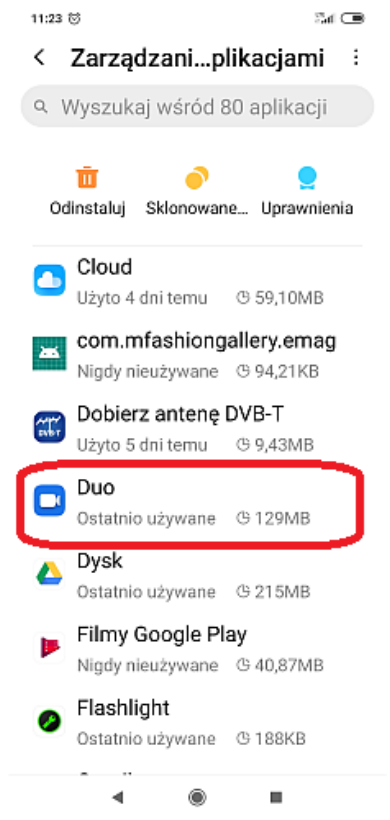 11:23
Zarządzani...plikacjami
Wyszukaj wśród 80 aplikacji
Odinstaluj Sklonowane... Uprawnienia
Cloud
Użyto 4 dni temu 59,10MB
com.mfashiongallery.emag
Nigdy nieużywane 94,21KB
Dobierz antenę DVB-T
DVB-T
Użyto 5 dni temu 9,43MB
Duo
Ostatnio używane 129MB
Dysk
Ostatnio używane 215MB
Filmy Google Play
Nigdy nieużywane 40,87MB
Flashlight
Ostatnio używane 188KB